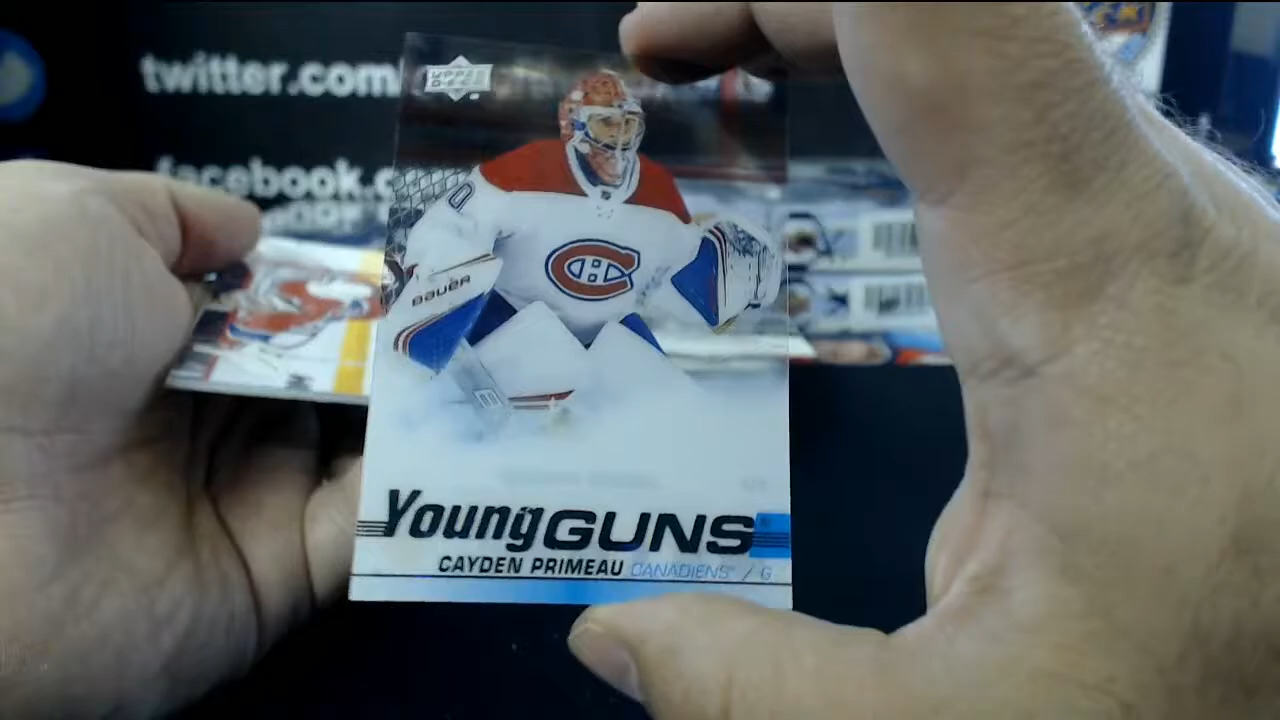 twitter.com
facebook.c
UPPER DECK
BAUER
Young GUNS
CAYDEN PRIMEAU CANADIENS / G